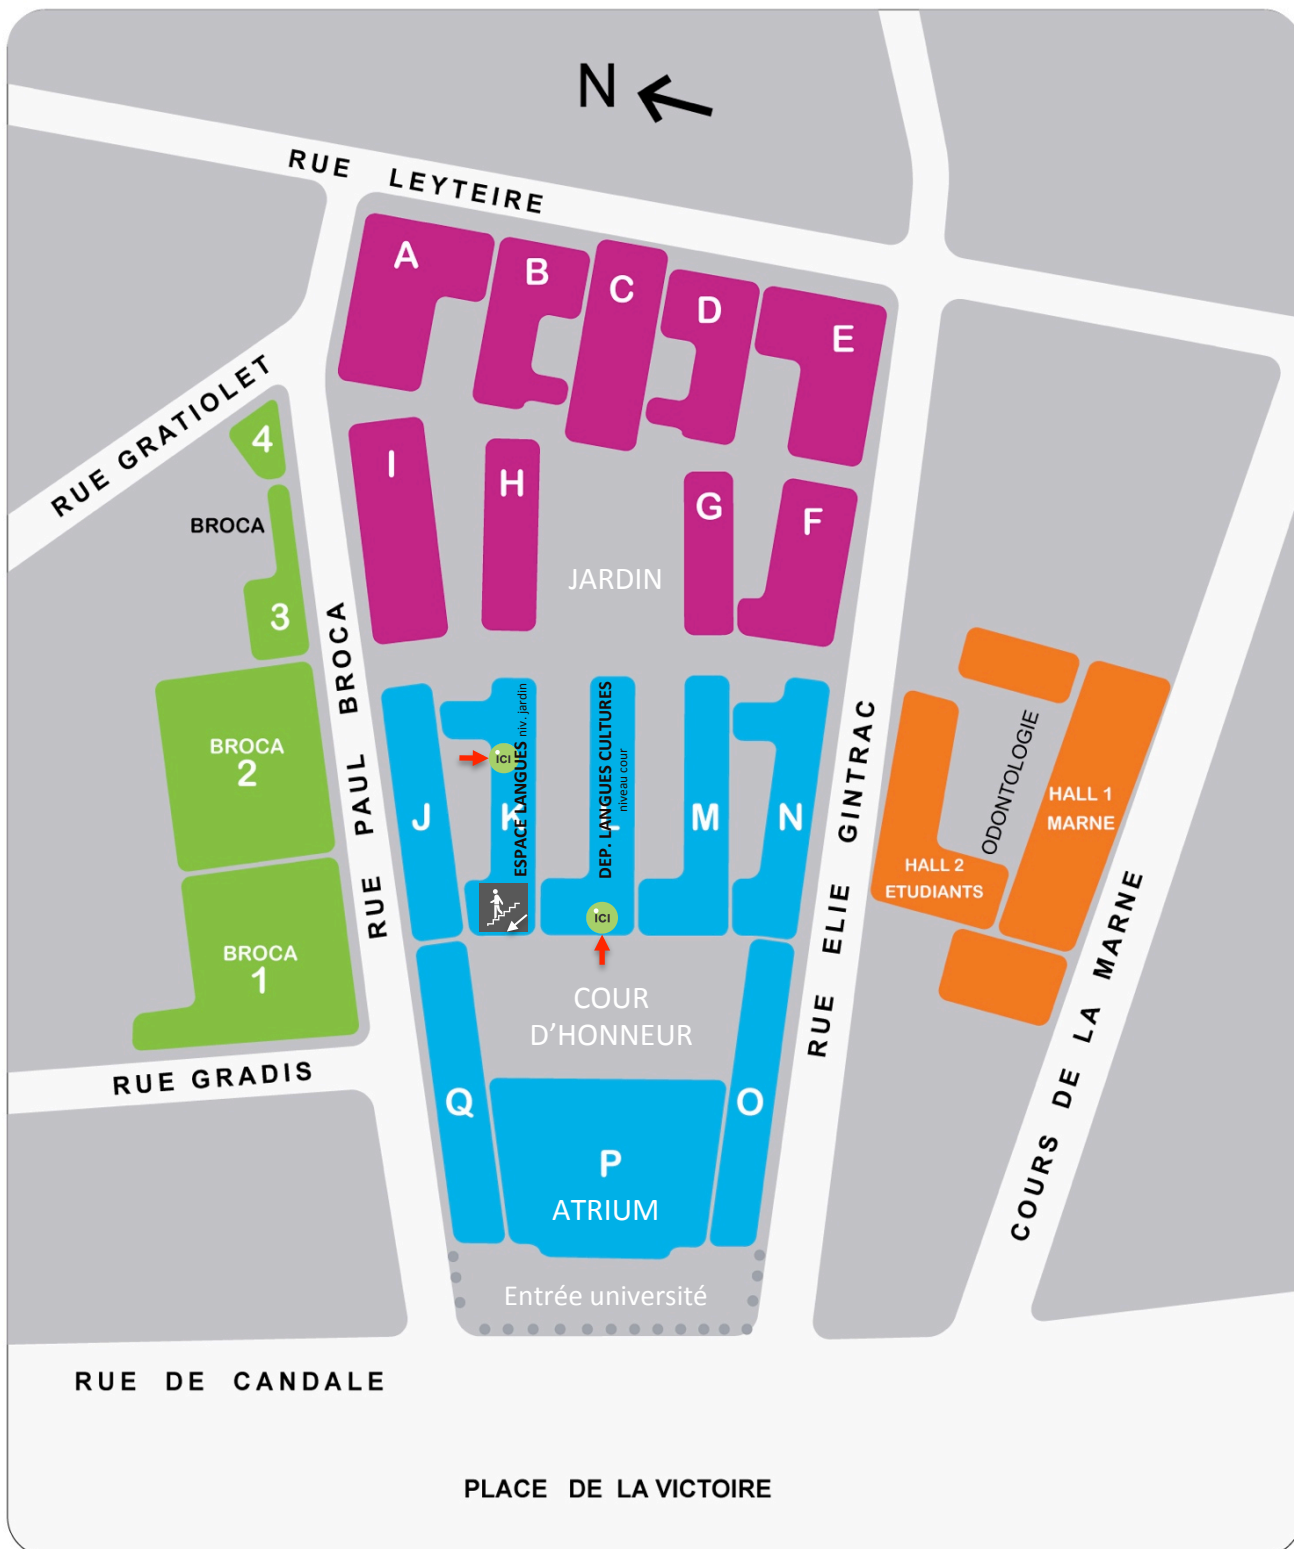 N
RUE LEYTEIRE
A
B
C
D
E
RUE GRATIOLET
4
I
H
G
F
BROCA
JARDIN
3
RUE PAUL BROCA
BROCA
2
J
K
ESPACE LANGUES niv. jardin
ICI
L
DEP. LANGUES CULTURES
niveau cour
M
N
RUE ELIE GINTRAC
ODONTOLOGIE
HALL 1
MARNE
HALL 2
ETUDIANTS
ICI
BROCA
1
COUR
D’HONNEUR
COURS DE LA MARNE
RUE GRADIS
Q
O
P
ATRIUM
Entrée université
RUE DE CANDALE
PLACE DE LA VICTOIRE